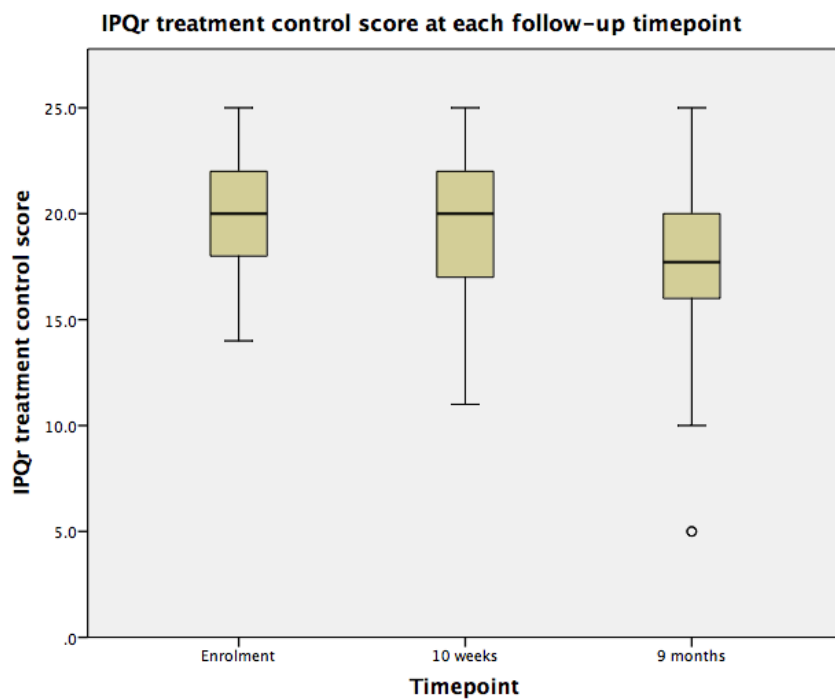 IPQr treatment control score at each follow-up timepoint
IPQr treatment control score
25.0
20.0
15.0
10.0
5.0
.0
Enrolment
10 weeks
9 months
Timepoint